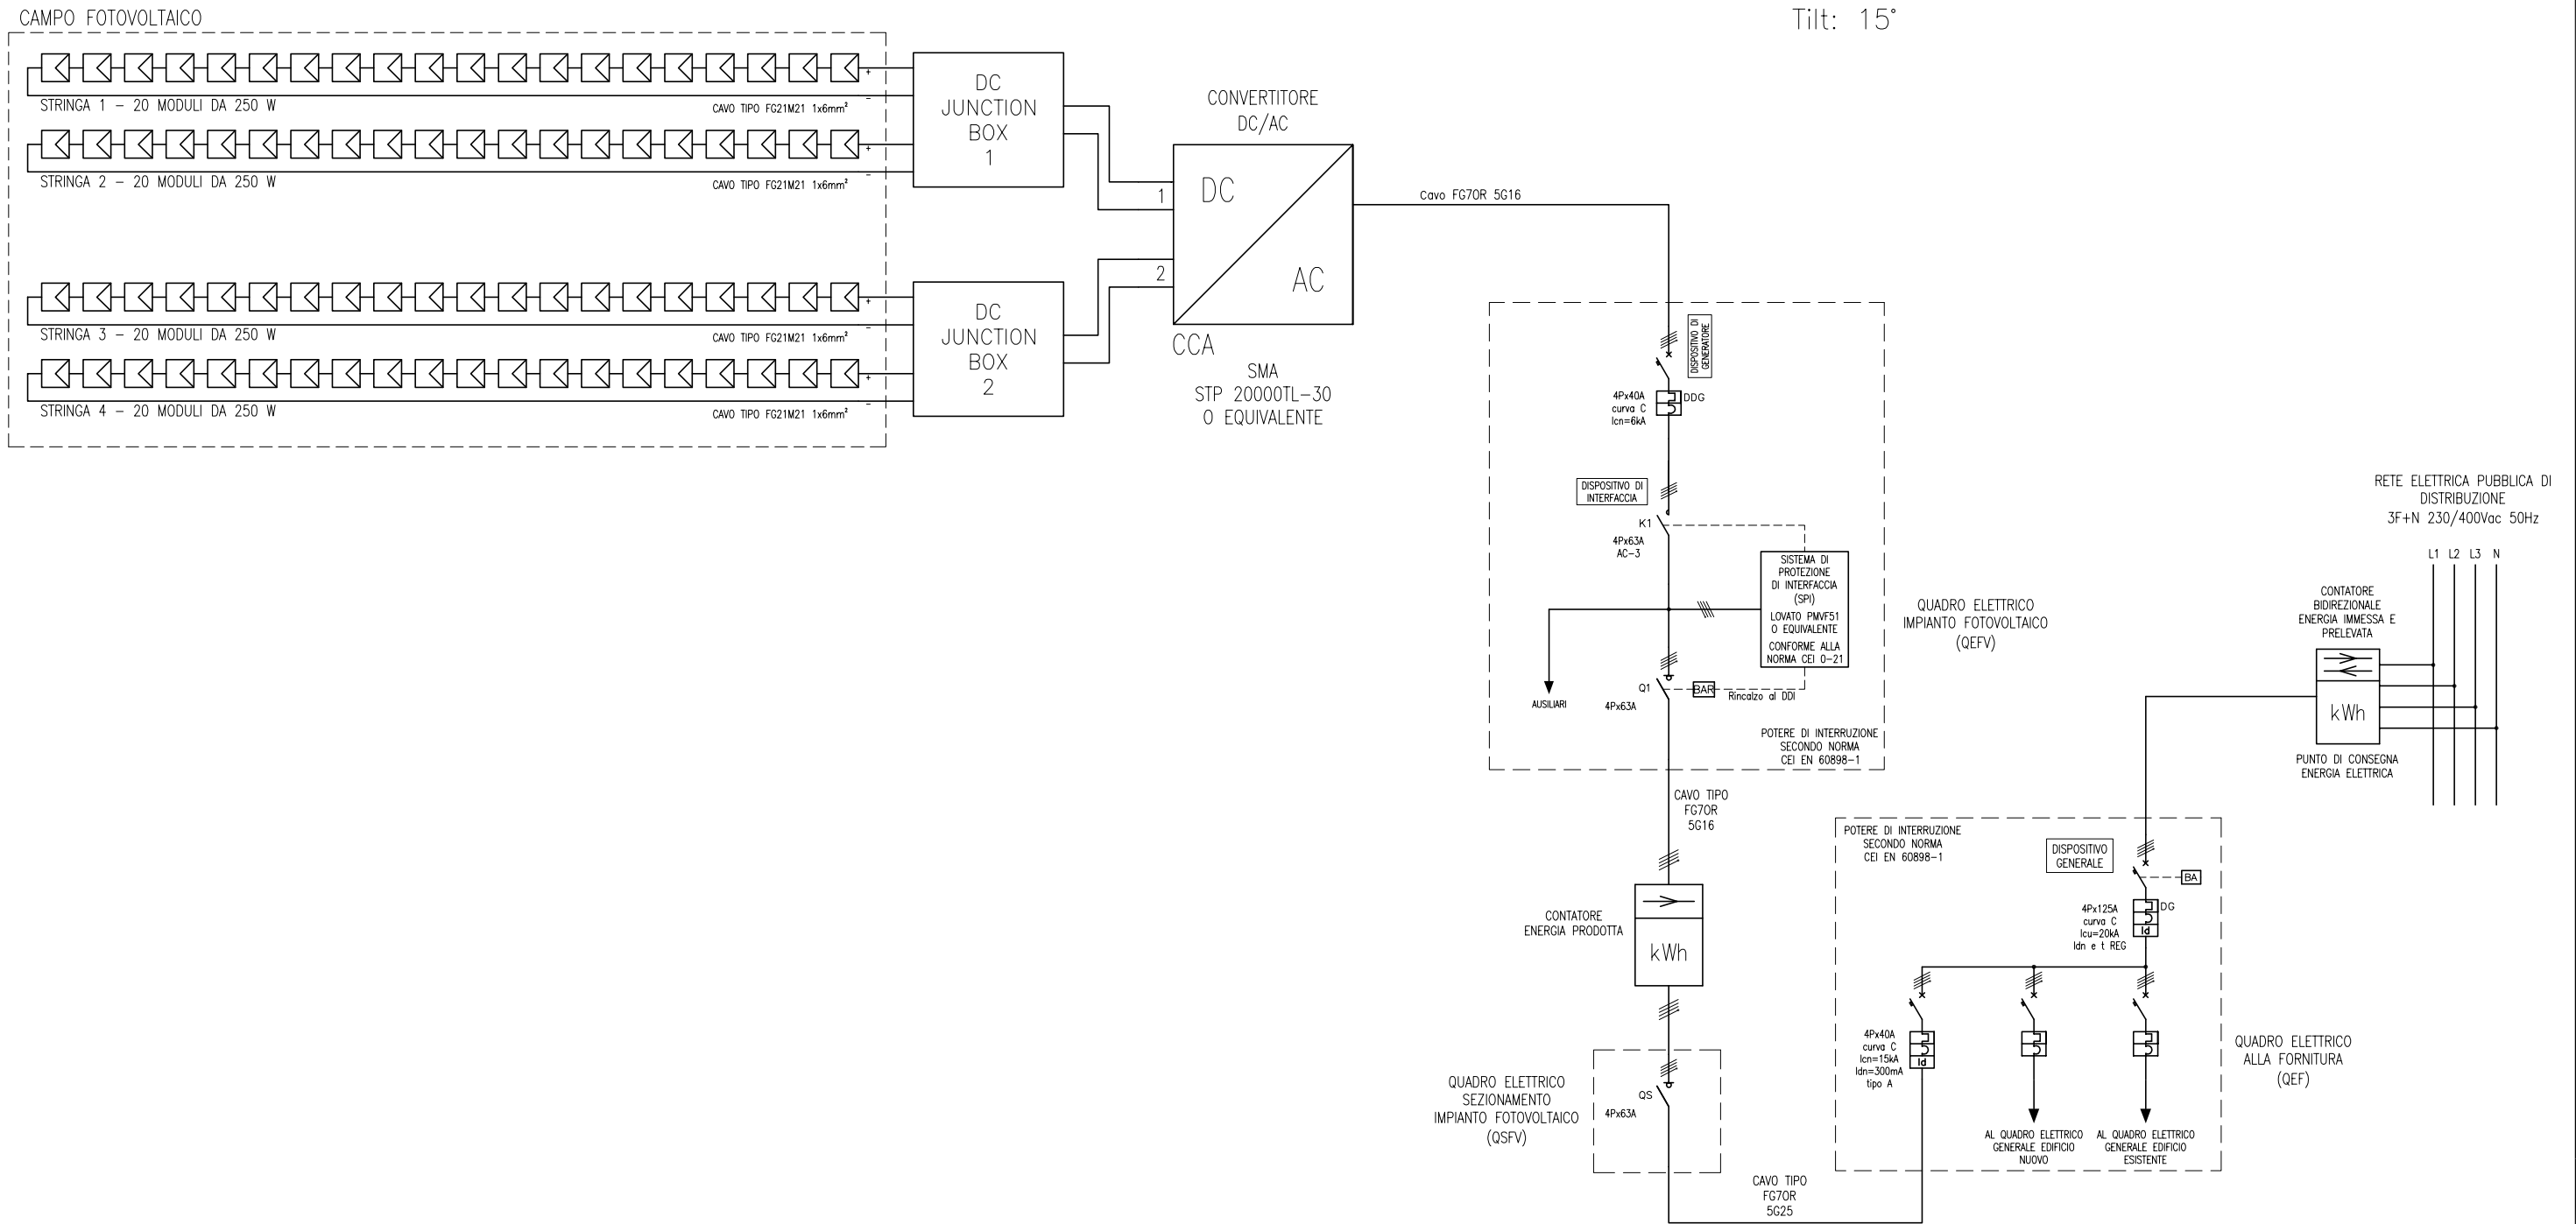 CAMPO FOTOVOLTAICO
Tilt: 15°
+
-
STRINGA 1 - 20 MODULI DA 250 W
CAVO TIPO FG21M21 1x6mm²
+
-
STRINGA 2 - 20 MODULI DA 250 W
CAVO TIPO FG21M21 1x6mm²
+
-
STRINGA 3 - 20 MODULI DA 250 W
CAVO TIPO FG21M21 1x6mm²
+
-
STRINGA 4 - 20 MODULI DA 250 W
CAVO TIPO FG21M21 1x6mm²
DC
JUNCTION
BOX
1
DC
JUNCTION
BOX
2
CONVERTITORE
DC/AC
1
2
DC
AC
CCA
SMA
STP 20000TL-30
O EQUIVALENTE
Cavo FG7OR 5G16
DISPOSITIVO DI
GENERATORE
4Px40A
curva C
Icn=6kA
DDG
DISPOSITIVO DI
INTERFACCIA
K1
4Px63A
AC-3
SISTEMA DI
PROTEZIONE
DI INTERFACCIA
(SPI)
LOVATO PMVF51
O EQUIVALENTE
CONFORME ALLA
NORMA CEI 0-21
AUSILIARI
Q1
4Px63A
BAR
Rincalzo al DDI
POTERE DI INTERRUZIONE
SECONDO NORMA
CEI EN 60898-1
QUADRO ELETTRICO
IMPIANTO FOTOVOLTAICO
(QEFV)
CAVO TIPO
FG7OR
5G16
CONTATORE
ENERGIA PRODOTTA
kWh
QUADRO ELETTRICO
SEZIONAMENTO
IMPIANTO FOTOVOLTAICO
(QSFV)
QS
4Px63A
CAVO TIPO
FG7OR
5G25
RETE ELETTRICA PUBBLICA DI
DISTRIBUZIONE
3F+N 230/400Vac 50Hz
L1 L2 L3 N
CONTATORE
BIDIREZIONALE
ENERGIA IMMESSA E
PRELEVATA
kWh
PUNTO DI CONSEGNA
ENERGIA ELETTRICA
POTERE DI INTERRUZIONE
SECONDO NORMA
CEI EN 60898-1
DISPOSITIVO
GENERALE
BA
4Px125A
curva C
Icu=20kA
Idn e t REG
DG
Id
4Px40A
curva C
Icn=15kA
Idn=300mA
tipo A
Id
AL QUADRO ELETTRICO
GENERALE EDIFICIO
NUOVO
AL QUADRO ELETTRICO
GENERALE EDIFICIO
ESISTENTE
QUADRO ELETTRICO
ALLA FORNITURA
(QEF)